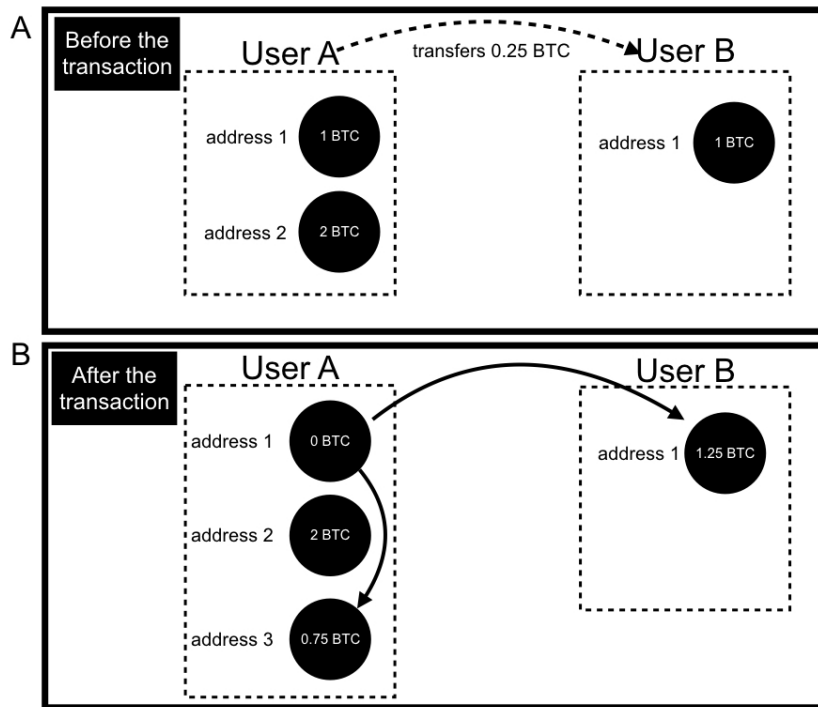 A
Before the
transaction
User A
transfers 0.25 BTC
User B
address 1
1 BTC
address 1
1 BTC
address 2
2 BTC
B
After the
transaction
User A
User B
address 1
0 BTC
address 1
1.25 BTC
address 2
2 BTC
address 3
0.75 BTC